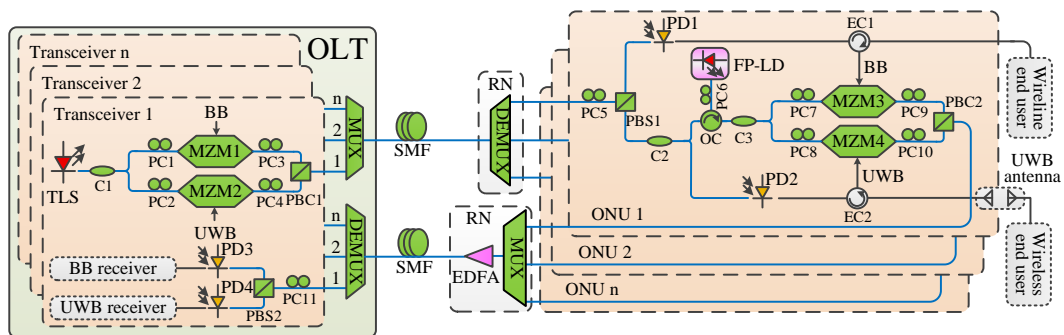 Transceiver n
OLT
Transceiver 2
Transceiver 1
BB
MZM1
PC1
PC3
TLS
C1
MZM2
PC2
PC4
PBC1
UWB
PD3
BB receiver
PD4
UWB receiver
PBS2
PC11
n
2
1
MUX
n
2
1
DEMUX
SMF
SMF
RN
DEMUX
RN
EDFA
MUX
PC5
PBS1
PD1
FP-LD
PC6
C2
OC
C3
EC1
BB
PC7
MZM3
PC9
PBC2
PC8
MZM4
PC10
PD2
UWB
EC2
ONU 1
ONU 2
ONU n
Wireline
end user
UWB
antenna
Wireless
end user